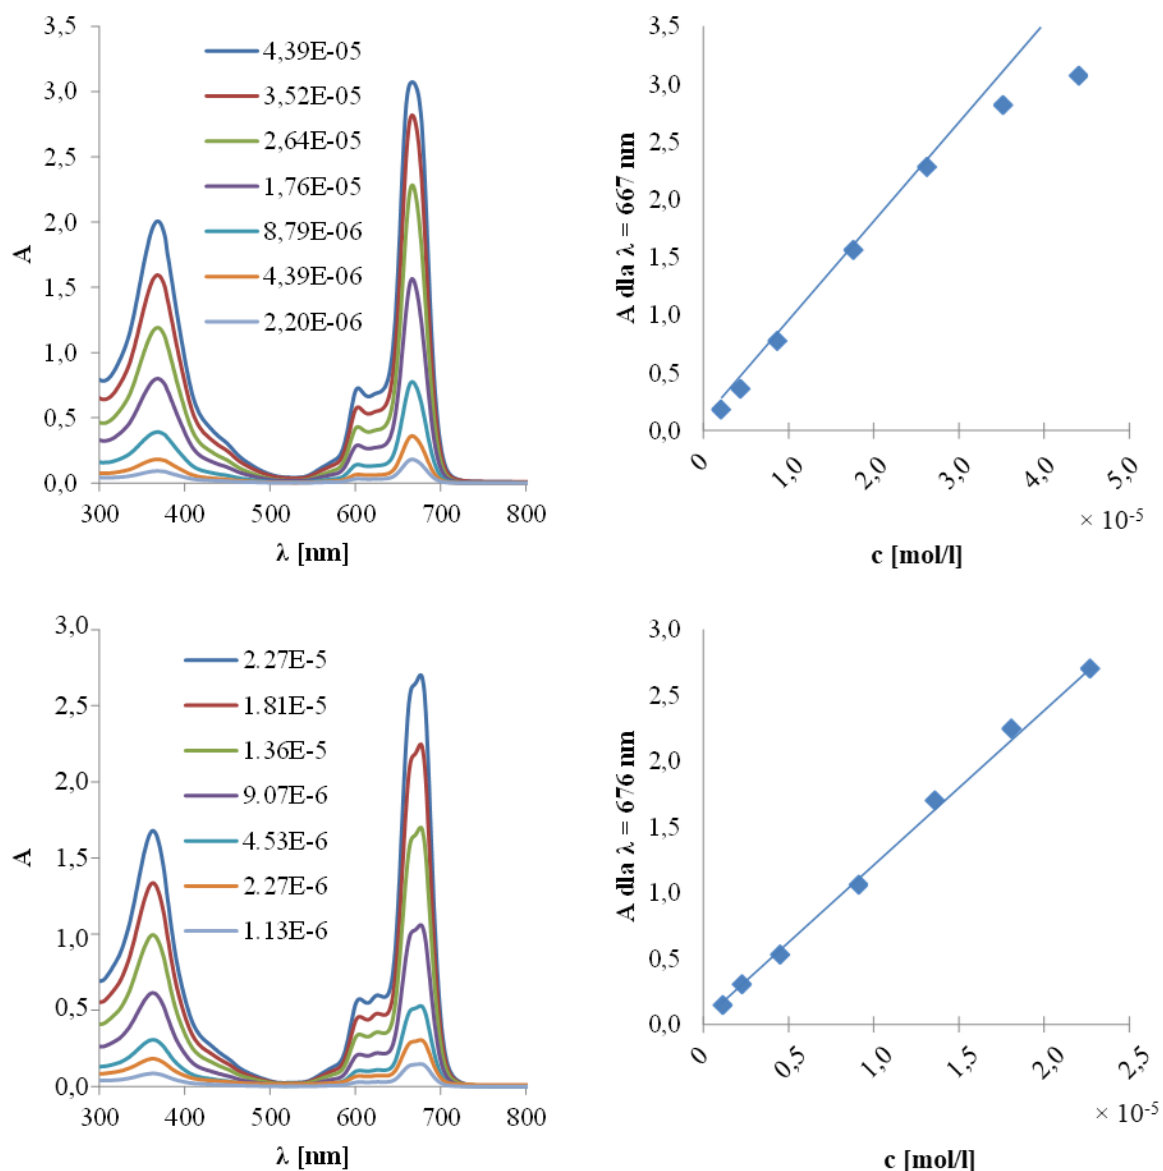 3,5
3,0
2,5
2,0
1,5
1,0
0,5
0,0
A
4,39E-05
3,52E-05
2,64E-05
1,76E-05
8,79E-06
4,39E-06
2,20E-06
300 400 500 600 700 800
λ [nm]
3,5
3,0
2,5
2,0
1,5
1,0
0,5
0,0
A dla λ = 667 nm
0 1,0 2,0 3,0 4,0 5,0
× 10-5
c [mol/l]
3,0
2,5
2,0
1,5
1,0
0,5
0,0
A
2.27E-5
1.81E-5
1.36E-5
9.07E-6
4.53E-6
2.27E-6
1.13E-6
300 400 500 600 700 800
λ [nm]
3,0
2,5
2,0
1,5
1,0
0,5
0,0
A dla λ = 676 nm
0 0,5 1,0 1,5 2,0 2,5
× 10-5
c [mol/l]